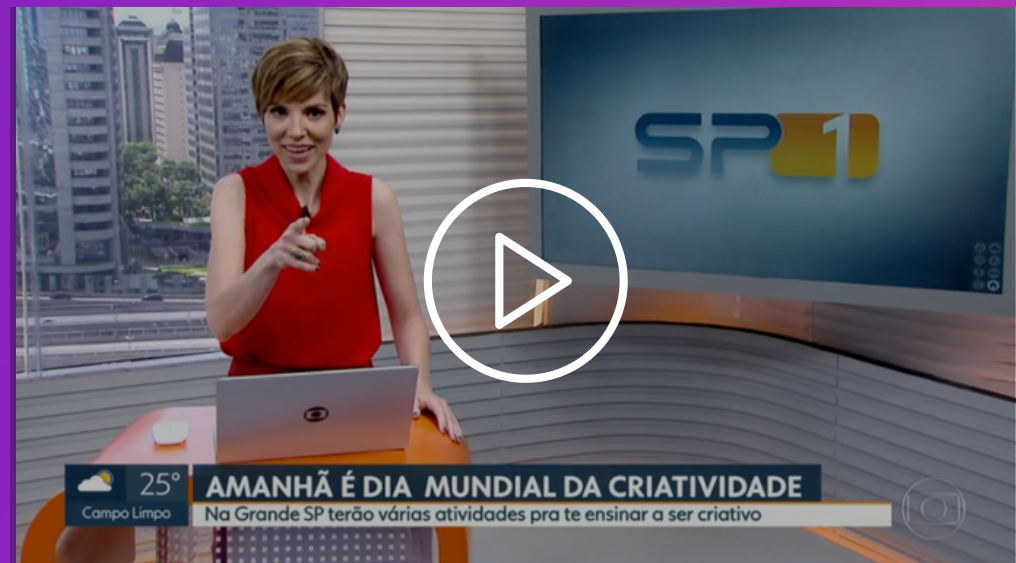 SP1
25°
Campo Limpo
AMANHÃ É DIA MUNDIAL DA CRIATIVIDADE
Na Grande SP terão várias atividades pra te ensinar a ser criativo